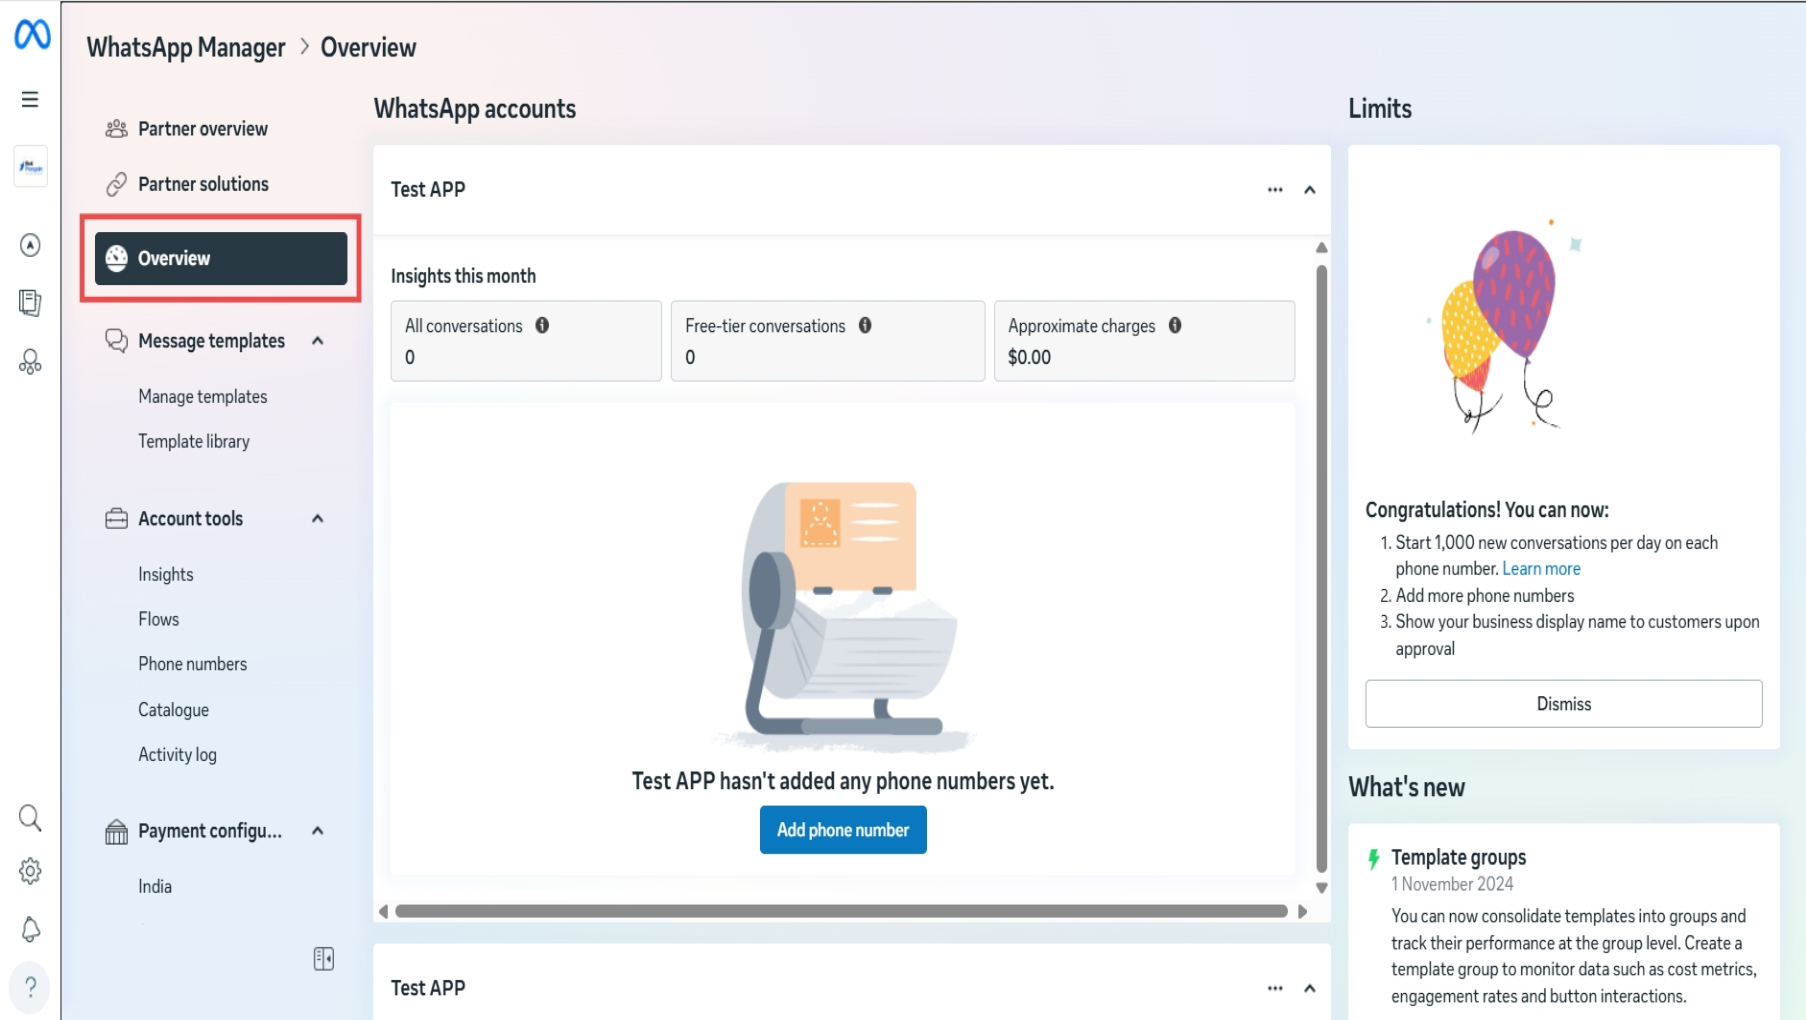 WhatsApp Manager > Overview
Partner overview
Partner solutions
Overview
Message templates
Manage templates
Template library
Account tools
Insights
Flows
Phone numbers
Catalogue
Activity log
Payment configu...
India
WhatsApp accounts
Test APP
Insights this month
All conversations
0
Free-tier conversations
0
Approximate charges
$0.00
Test APP hasn't added any phone numbers yet.
Add phone number
Test APP
Limits
Congratulations! You can now:
1. Start 1,000 new conversations per day on each
phone number. Learn more
2. Add more phone numbers
3. Show your business display name to customers upon
approval
Dismiss
What's new
Template groups
1 November 2024
You can now consolidate templates into groups and
track their performance at the group level. Create a
template group to monitor data such as cost metrics,
engagement rates and button interactions.